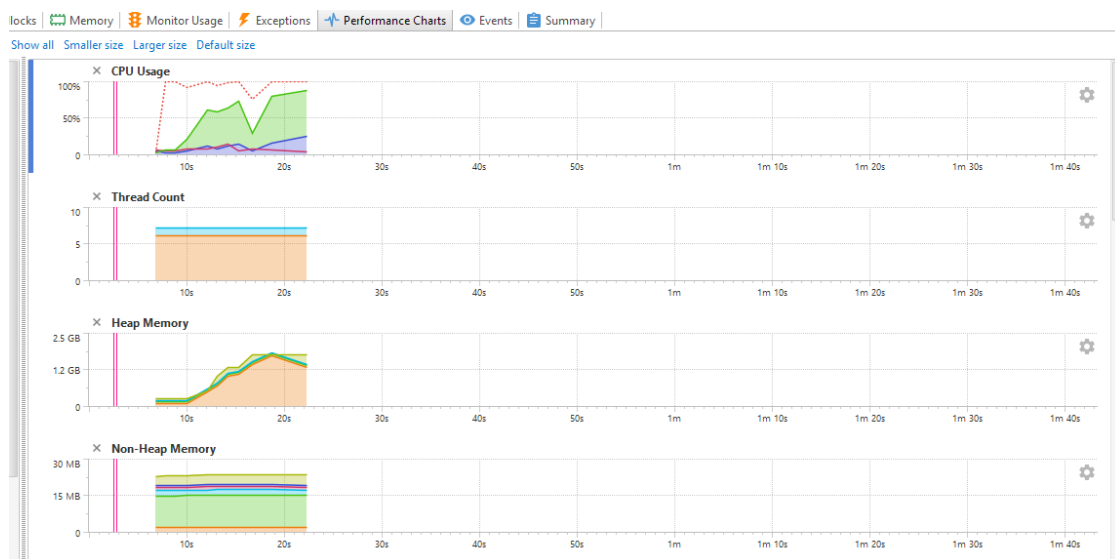 locks Memory Monitor Usage Exceptions Performance Charts Events Summary
Show all Smaller size Larger size Default size
× CPU Usage
100%
50%
0
10s 20s 30s 40s 50s 1m 1m 10s 1m 20s 1m 30s 1m 40s
× Thread Count
10
5
0
10s 20s 30s 40s 50s 1m 1m 10s 1m 20s 1m 30s 1m 40s
× Heap Memory
2.5 GB
1.2 GB
0
10s 20s 30s 40s 50s 1m 1m 10s 1m 20s 1m 30s 1m 40s
× Non-Heap Memory
30 MB
15 MB
0
10s 20s 30s 40s 50s 1m 1m 10s 1m 20s 1m 30s 1m 40s